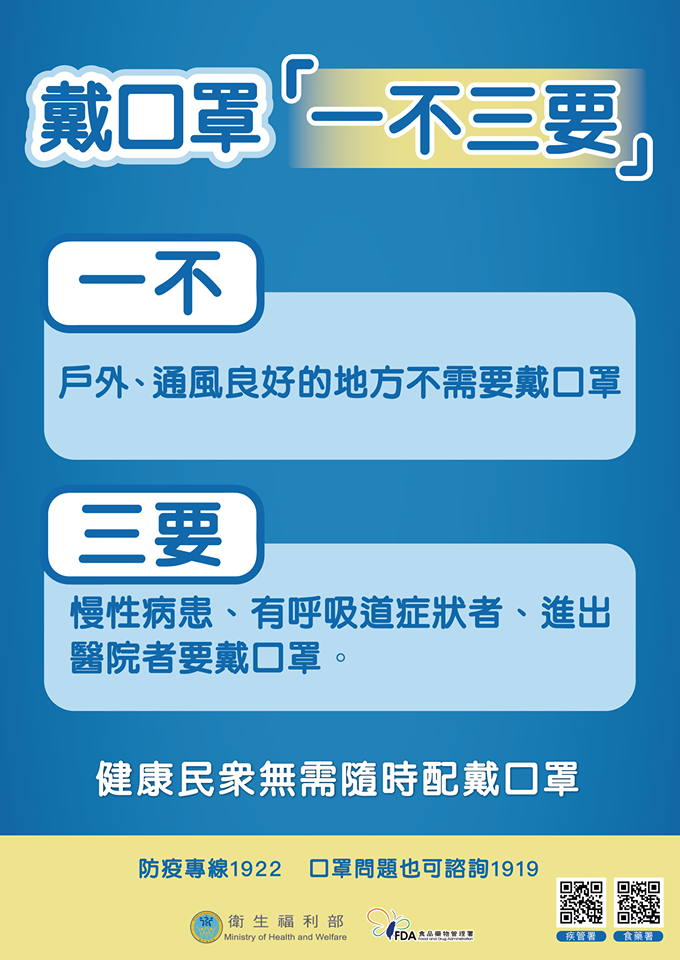 戴口罩「一不三要」
一不
戶外、通風良好的地方不需要戴口罩
三要
慢性病患、有呼吸道症狀者、進出
醫院者要戴口罩。
健康民眾無需隨時配戴口罩
防疫專線1922 口罩問題也可諮詢1919
衛生福利部
Ministry of Health and Welfare
FDA 食品藥物管理署
Food and Drug Administration
疾管署 食藥署